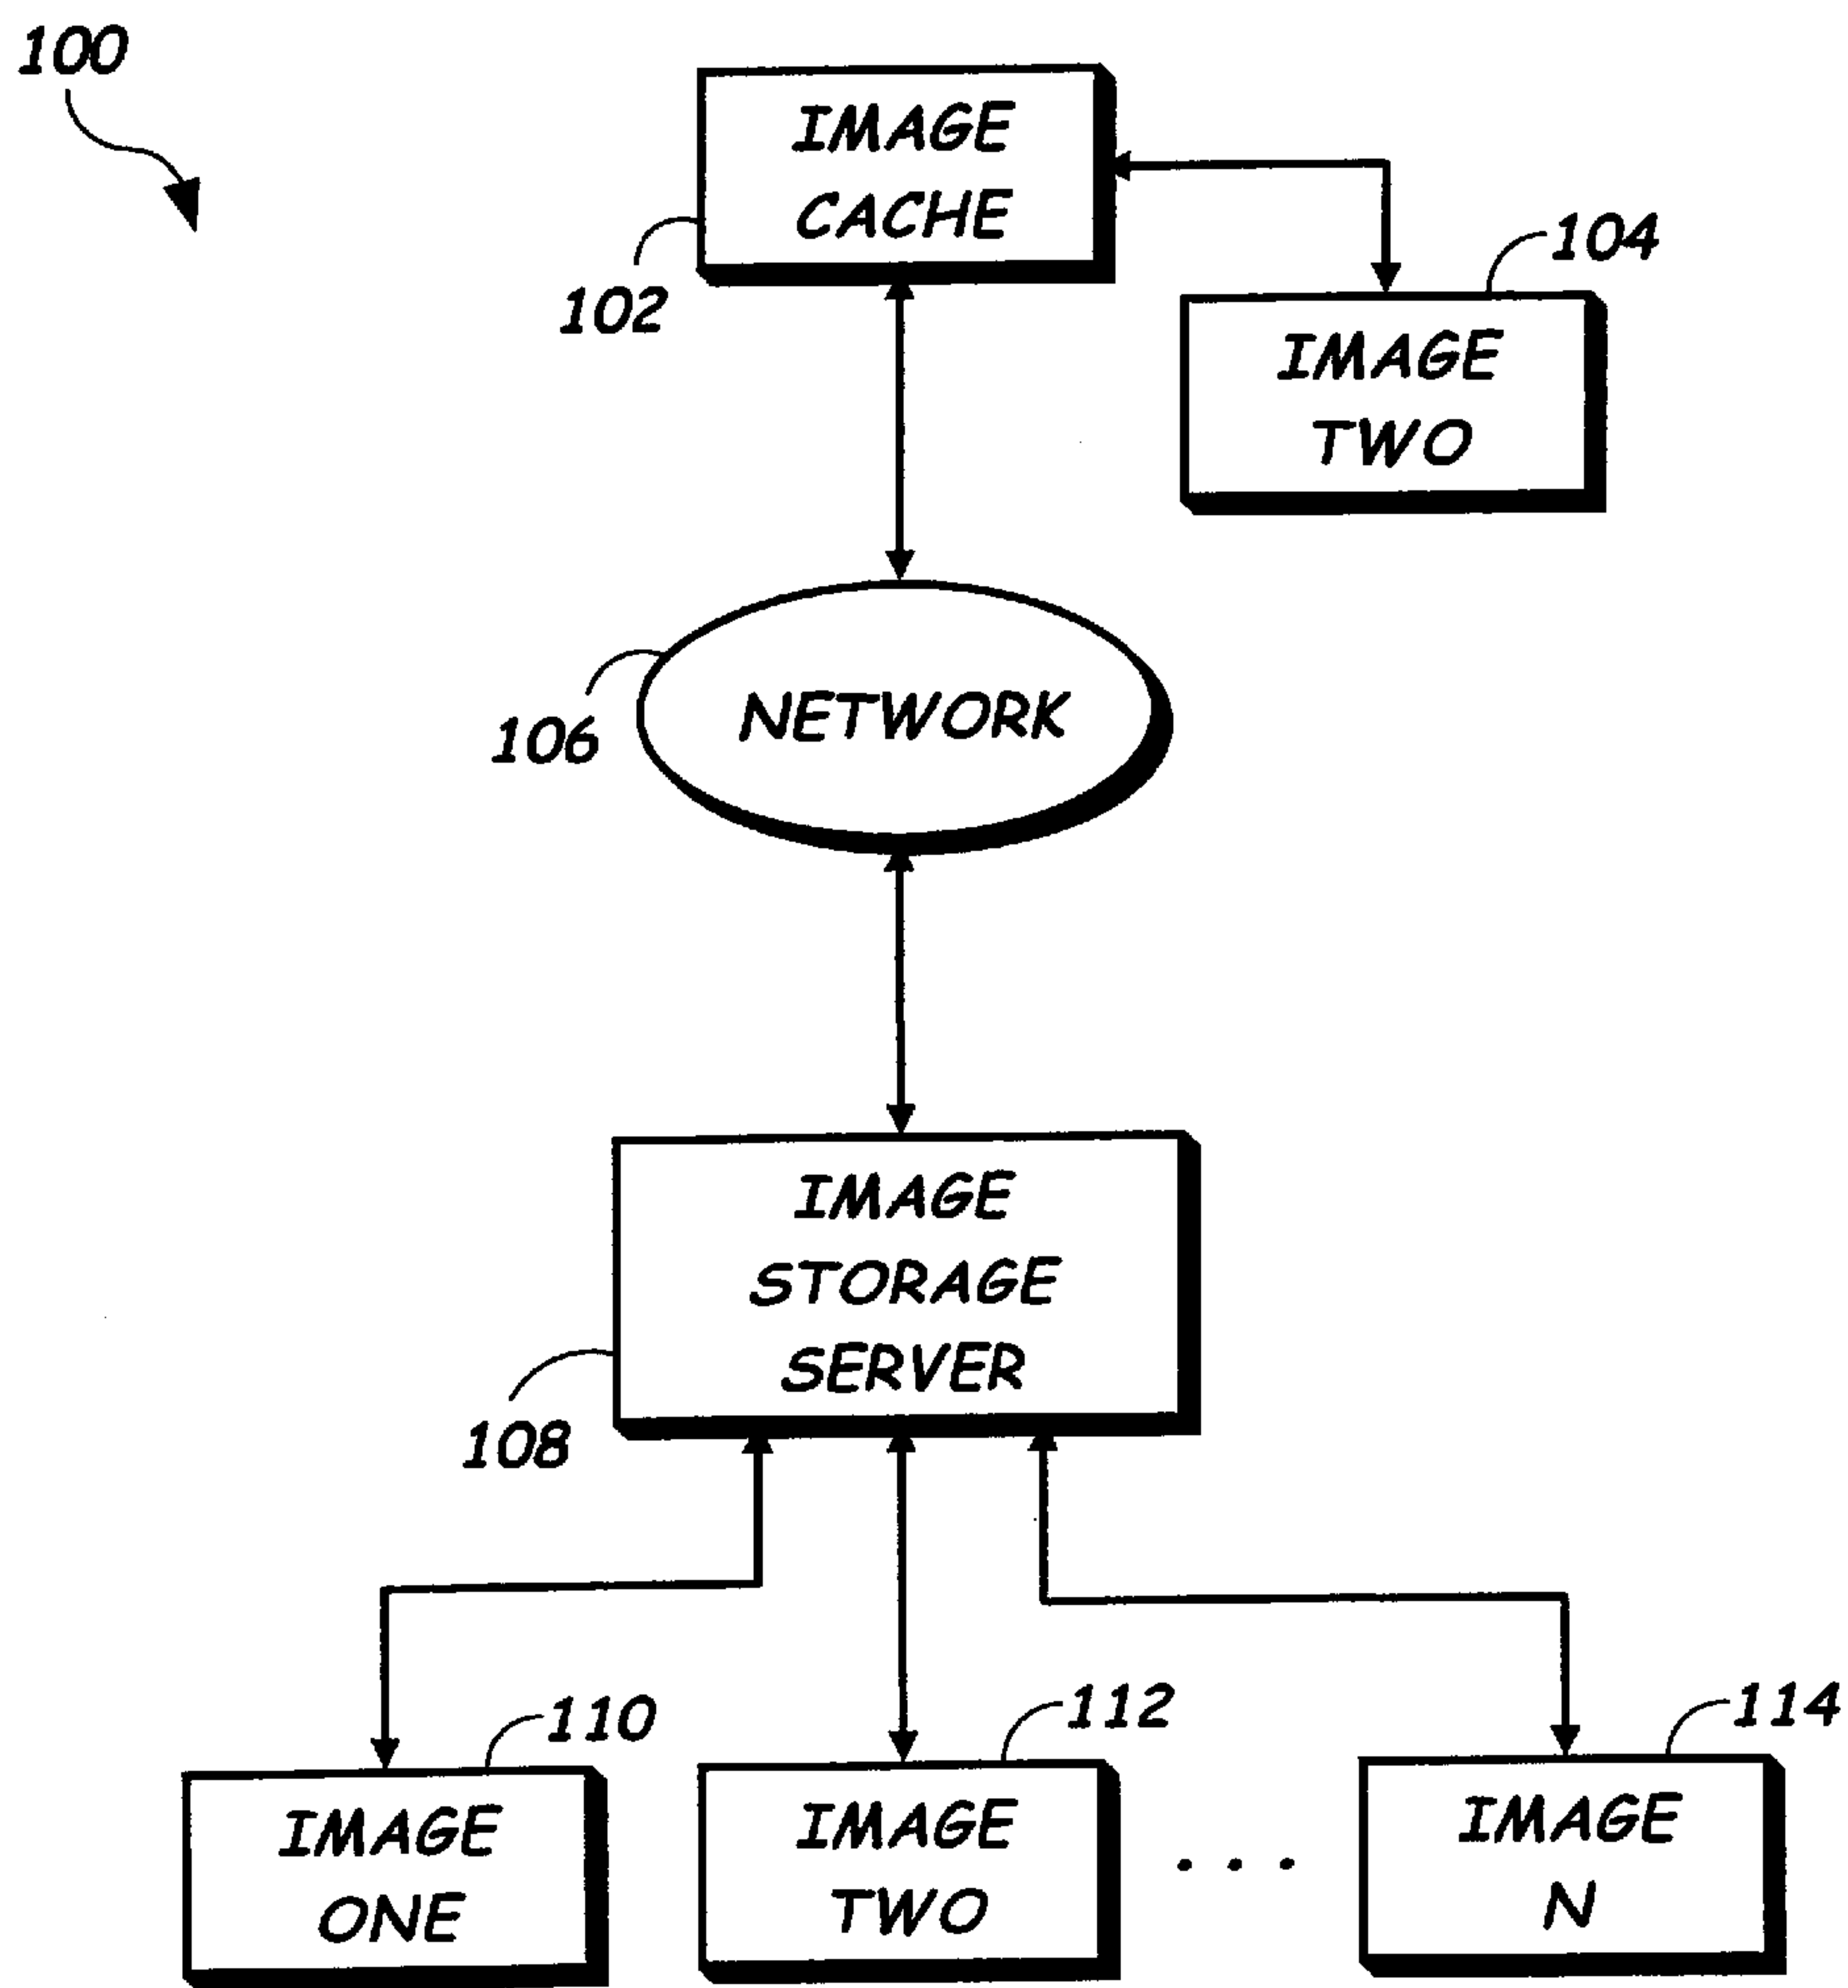 100
IMAGE
CACHE
102
104
IMAGE
TWO
NETWORK
106
IMAGE
STORAGE
SERVER
108
110
112
114
IMAGE
ONE
IMAGE
TWO
. . .
IMAGE
N